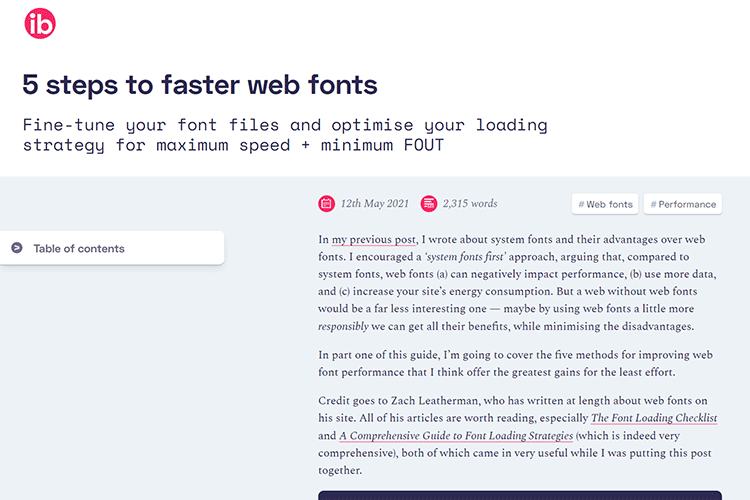 ib
5 steps to faster web fonts
Fine-tune your font files and optimise your loading
strategy for maximum speed + minimum FOUT
12th May 2021 2,315 words # Web fonts # Performance
Table of contents
In my previous post, I wrote about system fonts and their advantages over web
fonts. I encouraged a ‘system fonts first’ approach, arguing that, compared to
system fonts, web fonts (a) can negatively impact performance, (b) use more data,
and (c) increase your site’s energy consumption. But a web without web fonts
would be a far less interesting one — maybe by using web fonts a little more
responsibly we can get all their benefits, while minimising the disadvantages.
In part one of this guide, I’m going to cover the five methods for improving web
font performance that I think offer the greatest gains for the least effort.
Credit goes to Zach Leatherman, who has written at length about web fonts on
his site. All of his articles are worth reading, especially The Font Loading Checklist
and A Comprehensive Guide to Font Loading Strategies (which is indeed very
comprehensive), both of which came in very useful while I was putting this post
together.